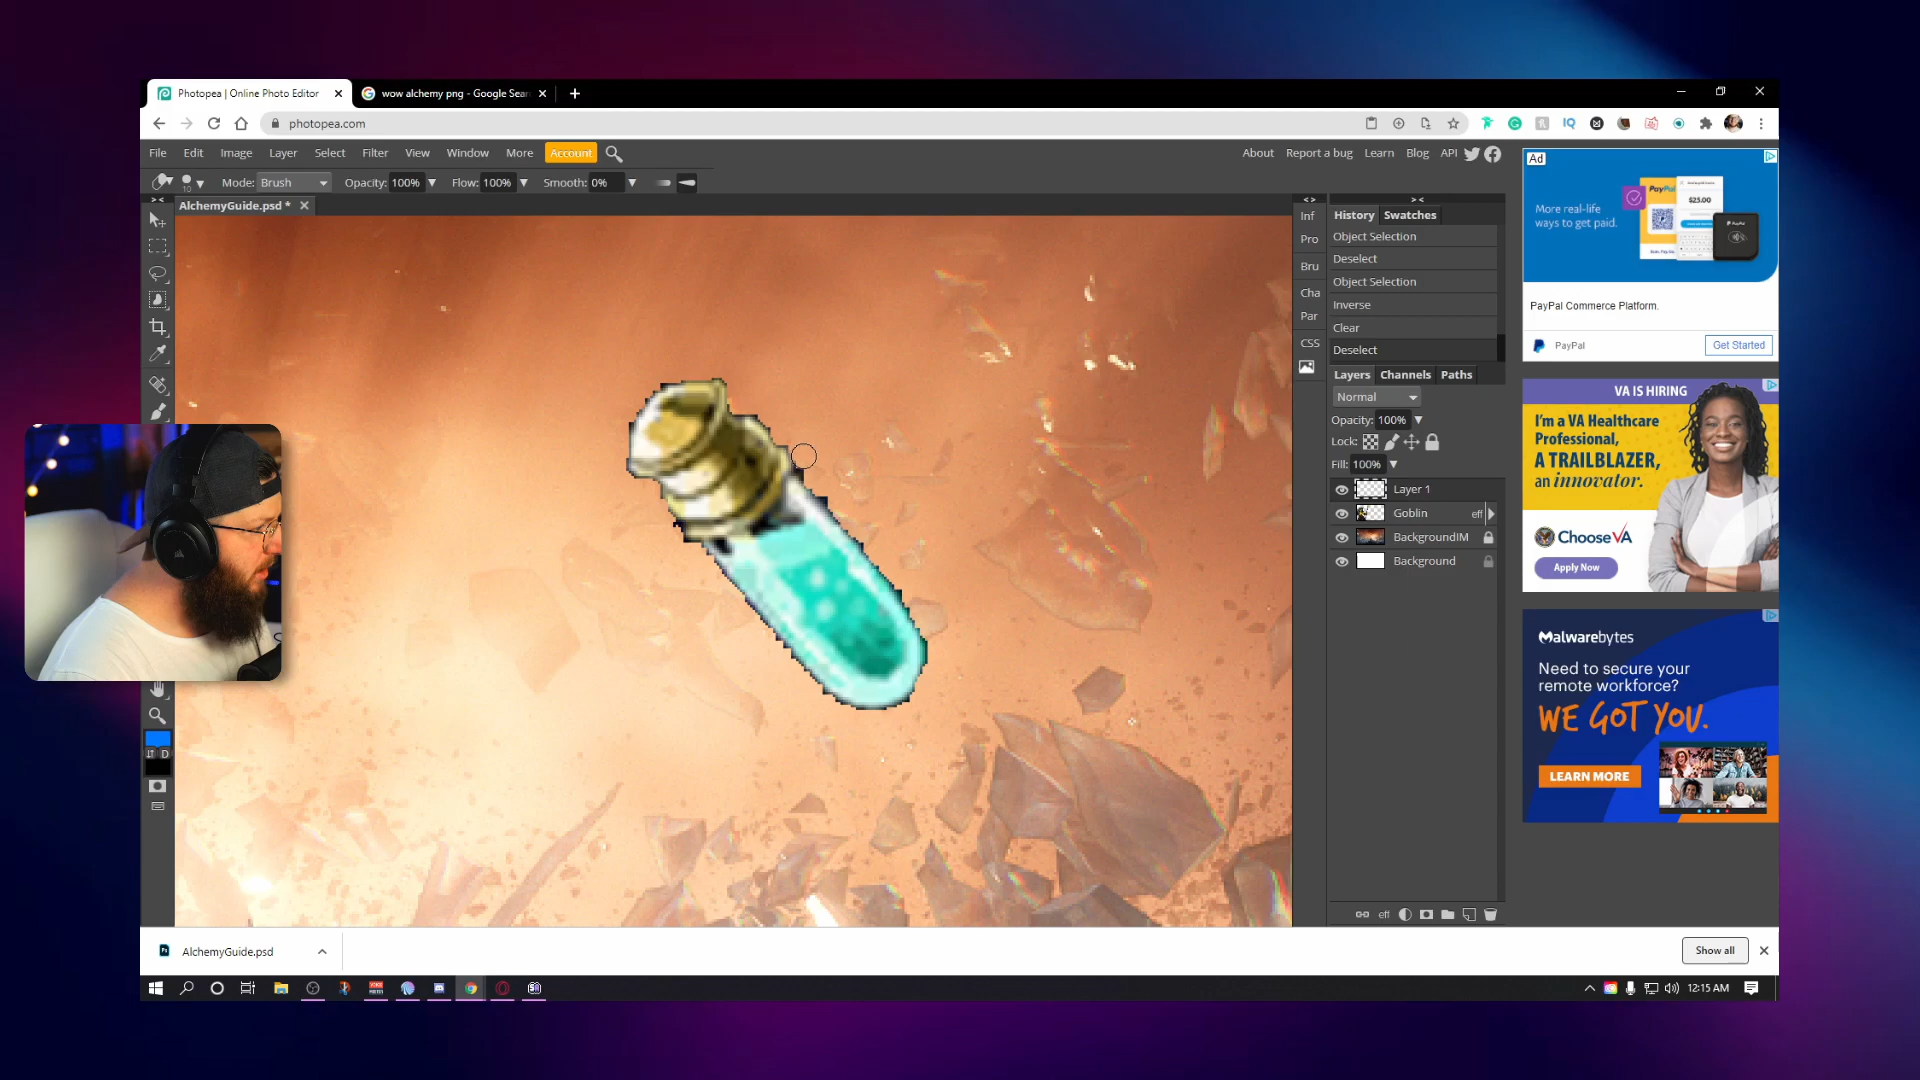 Photopea | Online Photo Editor
wow alchemy png - Google Sear
photopea.com
File Edit Image Layer Select Filter View Window More Account
About Report a bug Learn Blog API
10 Mode: Brush Opacity: 100% Flow: 100% Smooth: 0%
AlchemyGuide.psd *
Inf
Pro
Bru
Cha
Par
CSS
History Swatches
Object Selection
Deselect
Object Selection
Inverse
Clear
Deselect
Layers Channels Paths
Normal
Opacity: 100%
Lock:
Fill: 100%
Layer 1
Goblin eff
BackgroundIM
Background
eff
D
Ad
More real-life
ways to get paid.
PayPal
$25.00
PayPal Commerce Platform.
PayPal
Get Started
VA IS HIRING
I'm a VA Healthcare
Professional,
A TRAILBLAZER,
an innovator.
Choose VA
Apply Now
Malwarebytes
Need to secure your
remote workforce?
WE GOT YOU.
LEARN MORE
AlchemyGuide.psd
Show all
12:15 AM